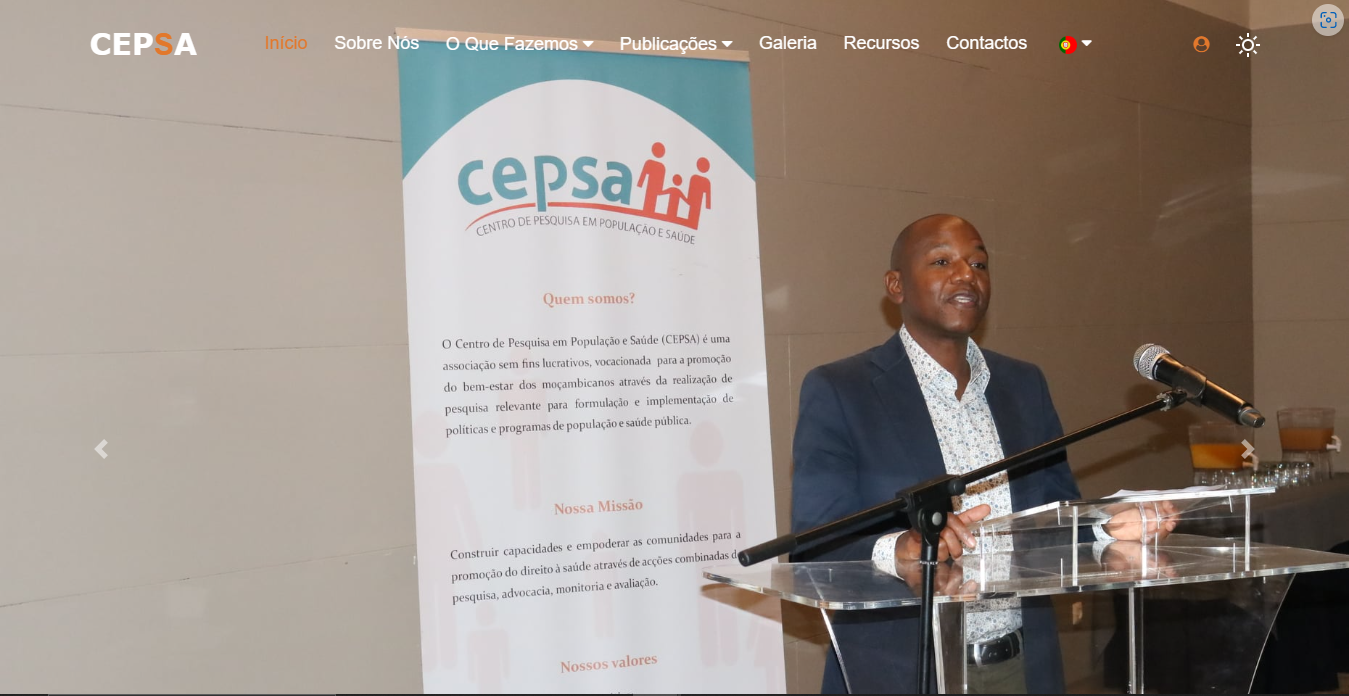 CEPSA
Início
Sobre Nós
O Que Fazemos
Publicações
Galeria
Recursos
Contactos
cepsa
CENTRO DE PESQUISA EM POPULAÇÃO E SAÚDE
Quem somos?
O Centro de Pesquisa em População e Saúde (CEPSA) é uma
associação sem fins lucrativos, vocacionada para a promoção
do bem-estar dos moçambicanos através da realização de
pesquisa relevante para formulação e implementação de
políticas e programas de população e saúde pública.
Nossa Missão
Construir capacidades e empoderar as comunidades para a
promoção do direito à saúde através de acções combinadas de
pesquisa, advocacia, monitoria e avaliação.
Nossos valores